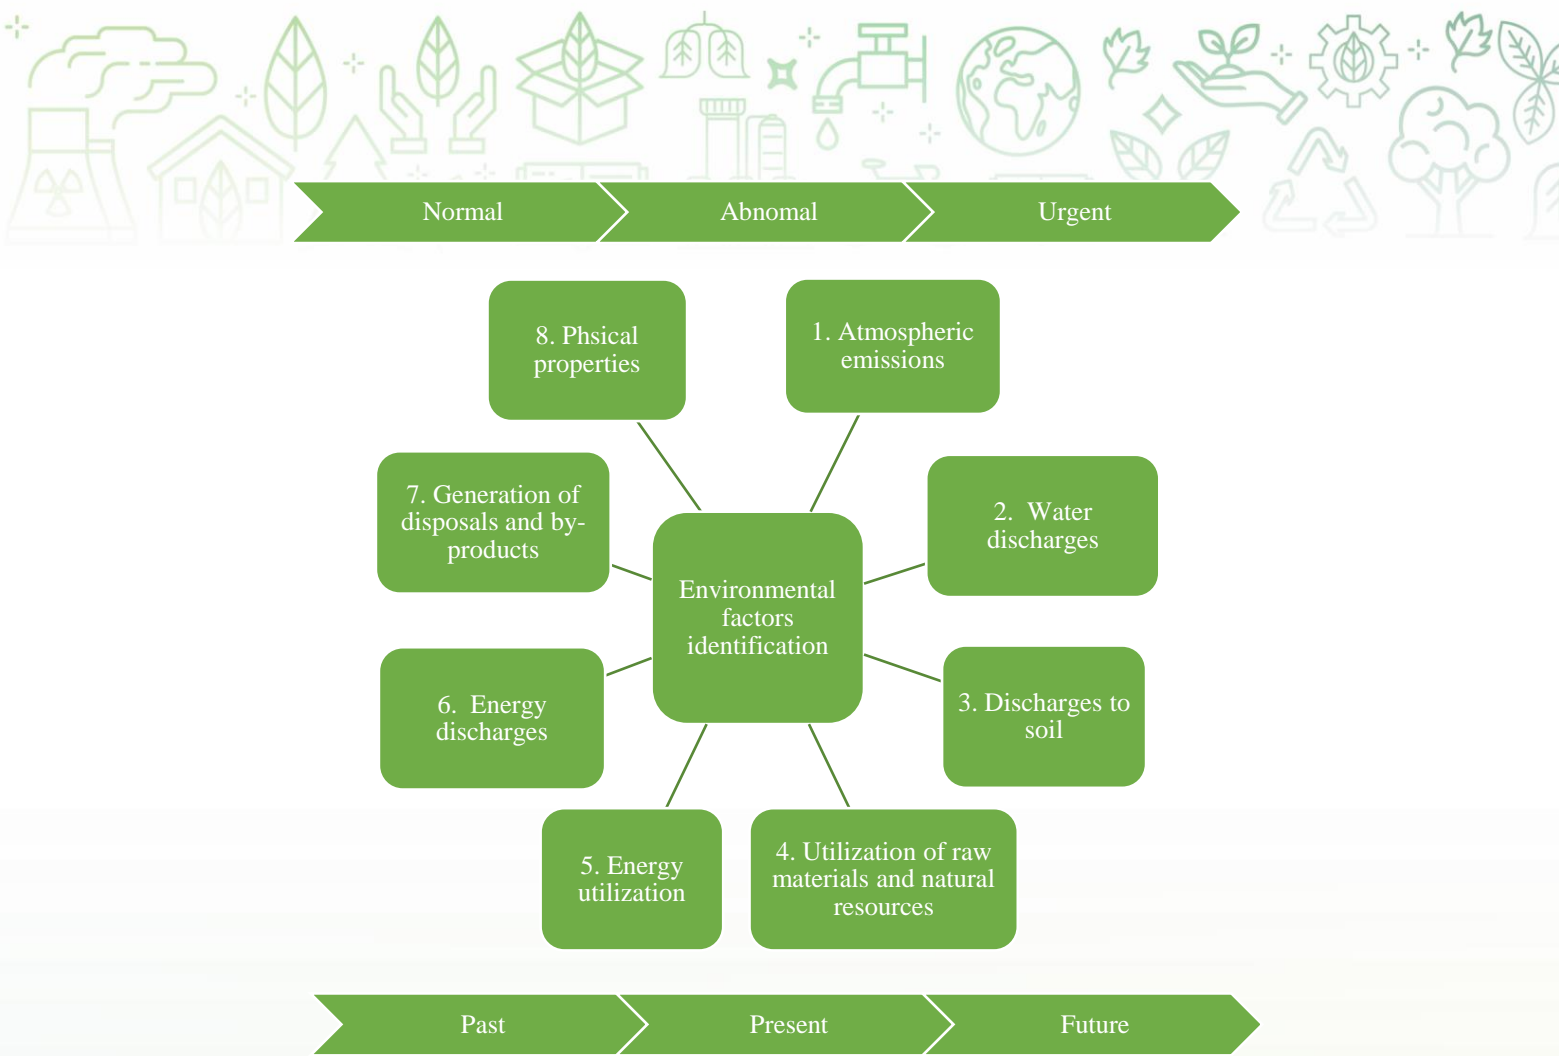 Normal
Abnomal
Urgent
8. Phsical
properties
1. Atmospheric
emissions
7. Generation of
disposals and by-
products
2. Water
discharges
Environmental
factors
identification
6. Energy
discharges
3. Discharges to
soil
5. Energy
utilization
4. Utilization of raw
materials and natural
resources
Past
Present
Future